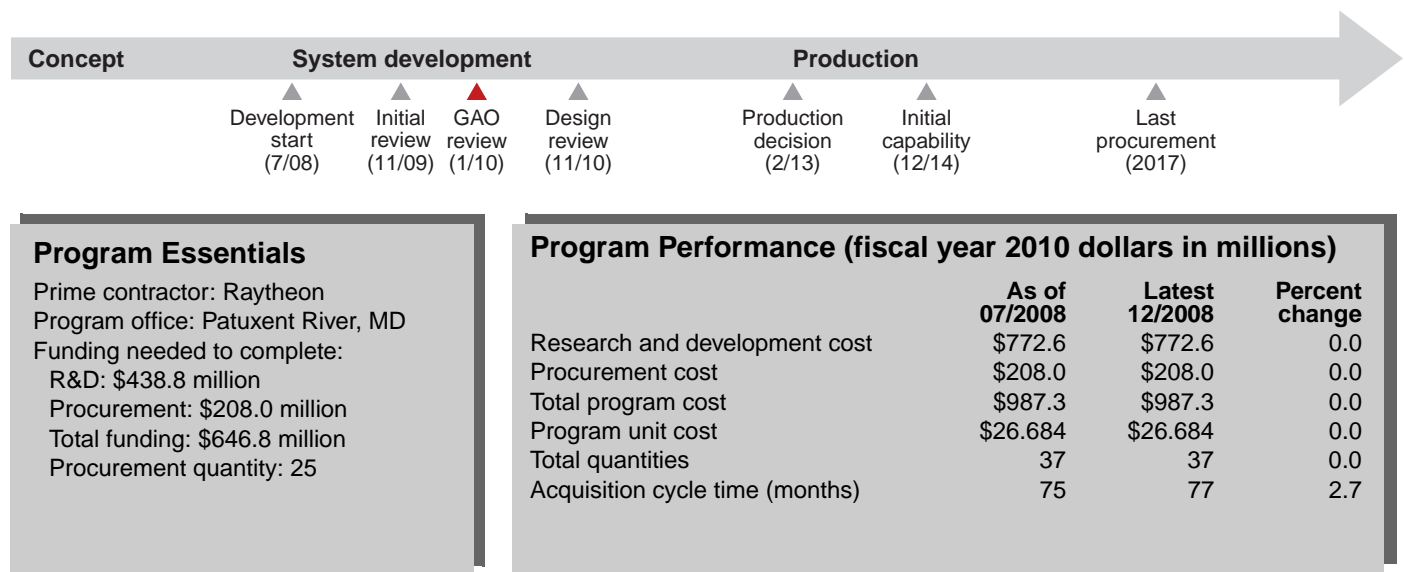 Concept System development Production
Development start (7/08)
Initial review (11/09)
GAO review (1/10)
Design review (11/10)
Production decision (2/13)
Initial capability (12/14)
Last procurement (2017)
Program Essentials
Prime contractor: Raytheon
Program office: Patuxent River, MD
Funding needed to complete:
R&D: $438.8 million
Procurement: $208.0 million
Total funding: $646.8 million
Procurement quantity: 25
Program Performance (fiscal year 2010 dollars in millions)
As of 07/2008 Latest 12/2008 Percent change
Research and development cost $772.6 $772.6 0.0
Procurement cost $208.0 $208.0 0.0
Total program cost $987.3 $987.3 0.0
Program unit cost $26.684 $26.684 0.0
Total quantities 37 37 0.0
Acquisition cycle time (months) 75 77 2.7